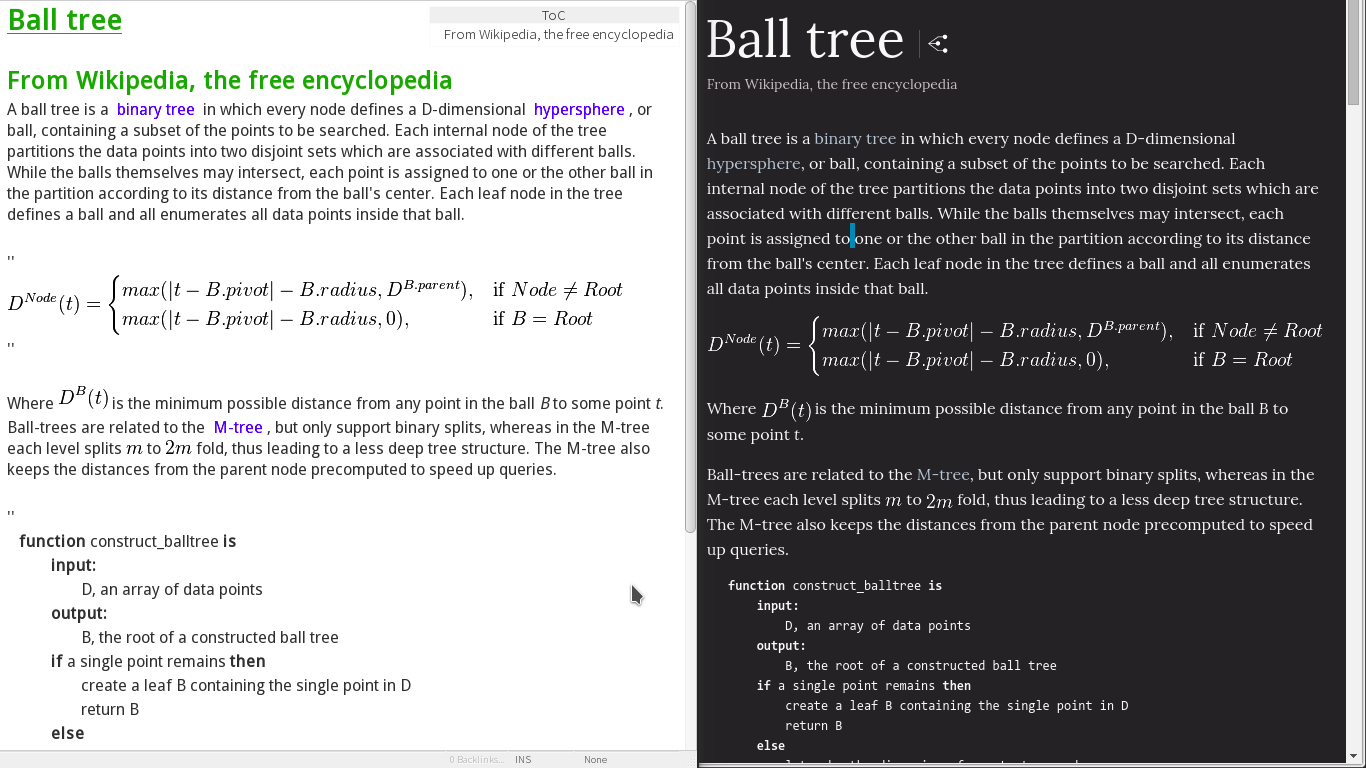 Ball tree
ToC
From Wikipedia, the free encyclopedia
From Wikipedia, the free encyclopedia
A ball tree is a binary tree in which every node defines a D-dimensional hypersphere , or
ball, containing a subset of the points to be searched. Each internal node of the tree
partitions the data points into two disjoint sets which are associated with different balls.
While the balls themselves may intersect, each point is assigned to one or the other ball in
the partition according to its distance from the ball's center. Each leaf node in the tree
defines a ball and all enumerates all data points inside that ball.
''
D^{Node}(t) = { max(|t − B.pivot| − B.radius, D^{B.parent}), if Node ≠ Root
max(|t − B.pivot| − B.radius, 0), if B = Root
''
Where D^B(t) is the minimum possible distance from any point in the ball B to some point t.
Ball-trees are related to the M-tree , but only support binary splits, whereas in the M-tree
each level splits m to 2m fold, thus leading to a less deep tree structure. The M-tree also
keeps the distances from the parent node precomputed to speed up queries.
''
function construct_balltree is
input:
D, an array of data points
output:
B, the root of a constructed ball tree
if a single point remains then
create a leaf B containing the single point in D
return B
else
0 Backlinks... INS None
Ball tree
From Wikipedia, the free encyclopedia
A ball tree is a binary tree in which every node defines a D-dimensional
hypersphere, or ball, containing a subset of the points to be searched. Each
internal node of the tree partitions the data points into two disjoint sets which are
associated with different balls. While the balls themselves may intersect, each
point is assigned to one or the other ball in the partition according to its distance
from the ball's center. Each leaf node in the tree defines a ball and all enumerates
all data points inside that ball.
D^{Node}(t) = { max(|t − B.pivot| − B.radius, D^{B.parent}), if Node ≠ Root
max(|t − B.pivot| − B.radius, 0), if B = Root
Where D^B(t) is the minimum possible distance from any point in the ball B to
some point t.
Ball-trees are related to the M-tree, but only support binary splits, whereas in the
M-tree each level splits m to 2m fold, thus leading to a less deep tree structure.
The M-tree also keeps the distances from the parent node precomputed to speed
up queries.
function construct_balltree is
input:
D, an array of data points
output:
B, the root of a constructed ball tree
if a single point remains then
create a leaf B containing the single point in D
return B
else